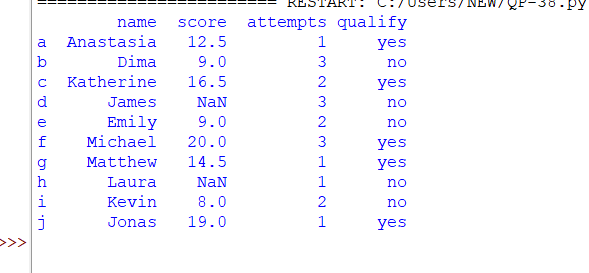 ======================== RESTART: C:/Users/NEW/QP-38.py
name score attempts qualify
a Anastasia 12.5 1 yes
b Dima 9.0 3 no
c Katherine 16.5 2 yes
d James NaN 3 no
e Emily 9.0 2 no
f Michael 20.0 3 yes
g Matthew 14.5 1 yes
h Laura NaN 1 no
i Kevin 8.0 2 no
j Jonas 19.0 1 yes
>>>